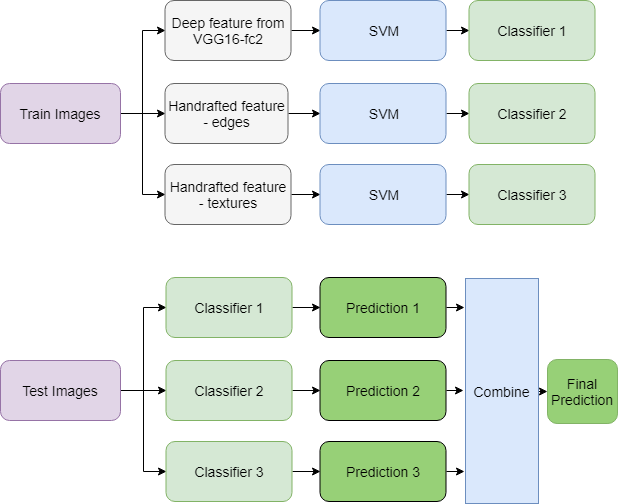 Deep feature from
VGG16-fc2
SVM
Classifier 1
Train Images
Handrafted feature
- edges
SVM
Classifier 2
Handrafted feature
- textures
SVM
Classifier 3
Classifier 1
Prediction 1
Test Images
Classifier 2
Prediction 2
Combine
Final
Prediction
Classifier 3
Prediction 3